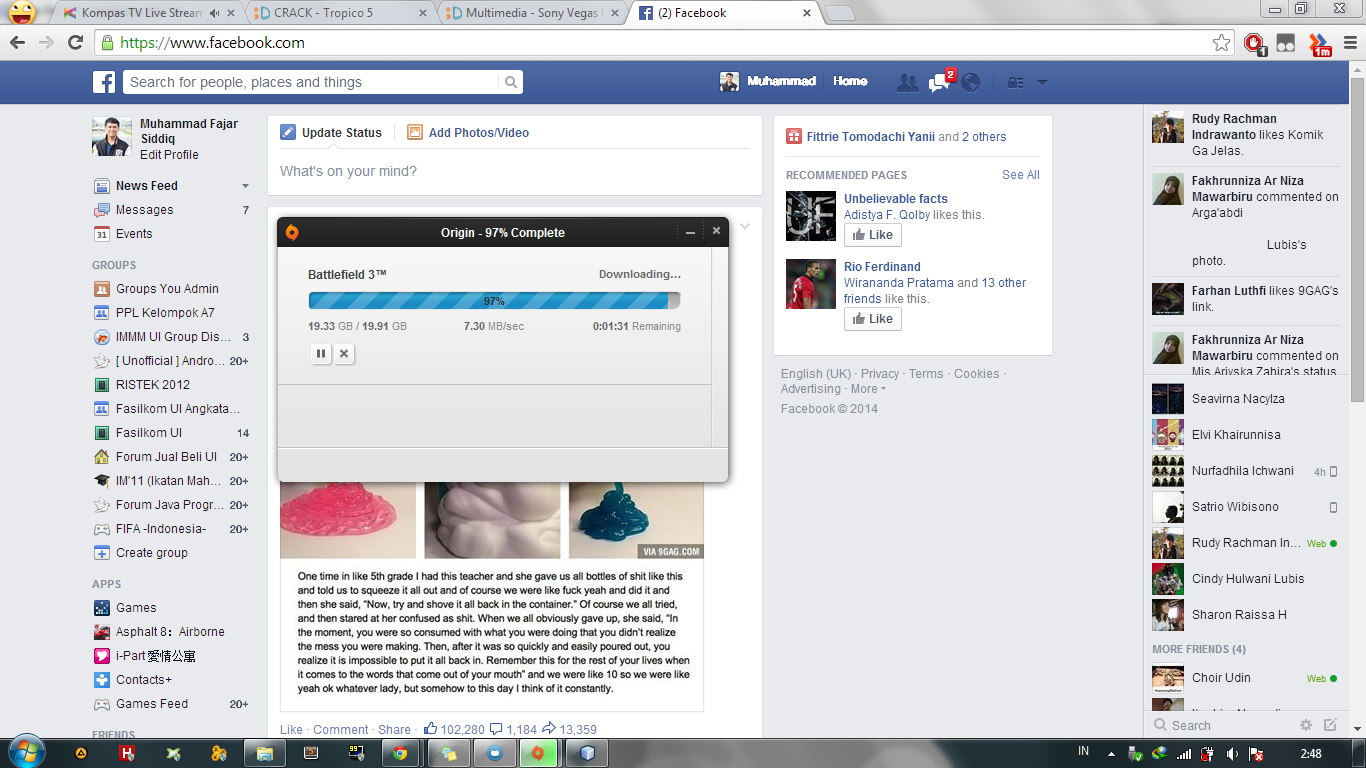 Kompas TV Live Stream
CRACK - Tropico 5
Multimedia - Sony Vegas
(2) Facebook
https://www.facebook.com
1
1m
Search for people, places and things
Muhammad
Home
2
Muhammad Fajar
Siddiq
Edit Profile
News Feed
Messages 7
31 Events
GROUPS
Groups You Admin
PPL Kelompok A7
IMMM UI Group Dis... 3
[ Unofficial ] Andro... 20+
RISTEK 2012
Fasilkom UI Angkata...
Fasilkom UI 14
Forum Jual Beli UI 20+
IM'11 (Ikatan Mah... 20+
Forum Java Progr... 20+
FIFA -Indonesia- 20+
Create group
APPS
Games
Asphalt 8：Airborne
i-Part 愛情公寓
Contacts+
Games Feed 20+
FRIENDS
Update Status
Add Photos/Video
What's on your mind?
Origin - 97% Complete
Battlefield 3™
Downloading...
97%
19.33 GB / 19.91 GB
7.30 MB/sec
0:01:31 Remaining
VIA 9GAG.COM
One time in like 5th grade I had this teacher and she gave us all bottles of shit like this
and told us to squeeze it all out and of course we were like fuck yeah and did it and
then she said, "Now, try and shove it all back in the container." Of course we all tried,
and then stared at her confused as shit. When we all obviously gave up, she said, "In
the moment, you were so consumed with what you were doing that you didn't realize
the mess you were making. Then, after it was so quickly and easily poured out, you
realize it is impossible to put it all back in. Remember this for the rest of your lives when
it comes to the words that come out of your mouth" and we were like 10 so we were like
yeah ok whatever lady, but somehow to this day I think of it constantly.
Like · Comment · Share · 102,280 1,184 13,359
Fittrie Tomodachi Yanii and 2 others
RECOMMENDED PAGES
See All
Unbelievable facts
Adistya F. Qolby likes this.
Like
Rio Ferdinand
Wirananda Pratama and 13 other
friends like this.
Like
English (UK) · Privacy · Terms · Cookies ·
Advertising · More
Facebook © 2014
Rudy Rachman
Indrawanto likes Komik
Ga Jelas.
Fakhrunniza Ar Niza
Mawarbiru commented on
Arga'abdi
Lubis's
photo.
Farhan Luthfi likes 9GAG's
link.
Fakhrunniza Ar Niza
Mawarbiru commented on
Mis Ariyska Zahira's status
Seavirna Nacylza
Elvi Khairunnisa
Nurfadhila Ichwani 4h
Satrio Wibisono
Rudy Rachman In... Web
Cindy Hulwani Lubis
Sharon Raissa H
MORE FRIENDS (4)
Choir Udin Web
Search
IN
2:48